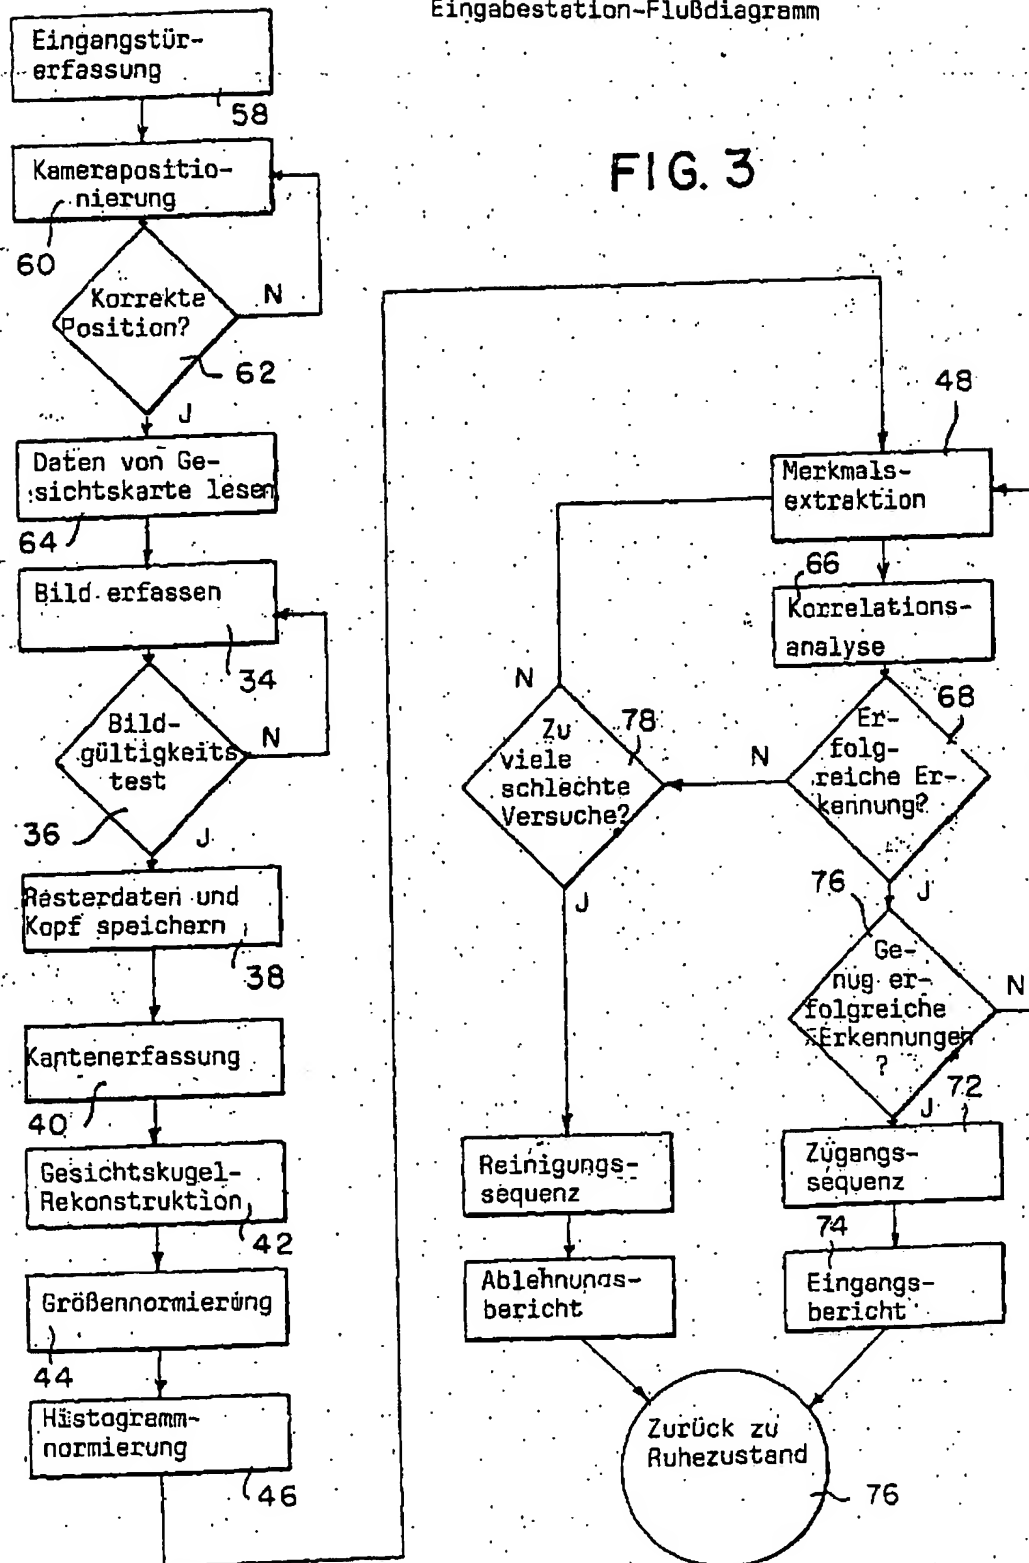 Eingabestation-Flußdiagramm
FIG. 3
Eingangstür-
erfassung
58
Kamerapositio-
nierung
60
Korrekte
Position?
N
62
J
Daten von Ge-
sichtskarte lesen
64
Bild erfassen
34
Bild-
gültigkeits
test
N
36
J
Rasterdaten und
Kopf speichern
38
Kantenerfassung
40
Gesichtskugel-
Rekonstruktion
42
Größennormierung
44
Histogramm-
normierung
46
48
Merkmals-
extraktion
66
Korrelations-
analyse
68
Er-
folg-
reiche Er-
kennung?
N
J
78
Zu
viele
schlechte
Versuche?
N
J
76
Ge-
nug er-
folgreiche
Erkennungen
?
N
J
72
Reinigungs-
sequenz
Zugangs-
sequenz
74
Ablehnungs-
bericht
Eingangs-
bericht
Zurück zu
Ruhezustand
76